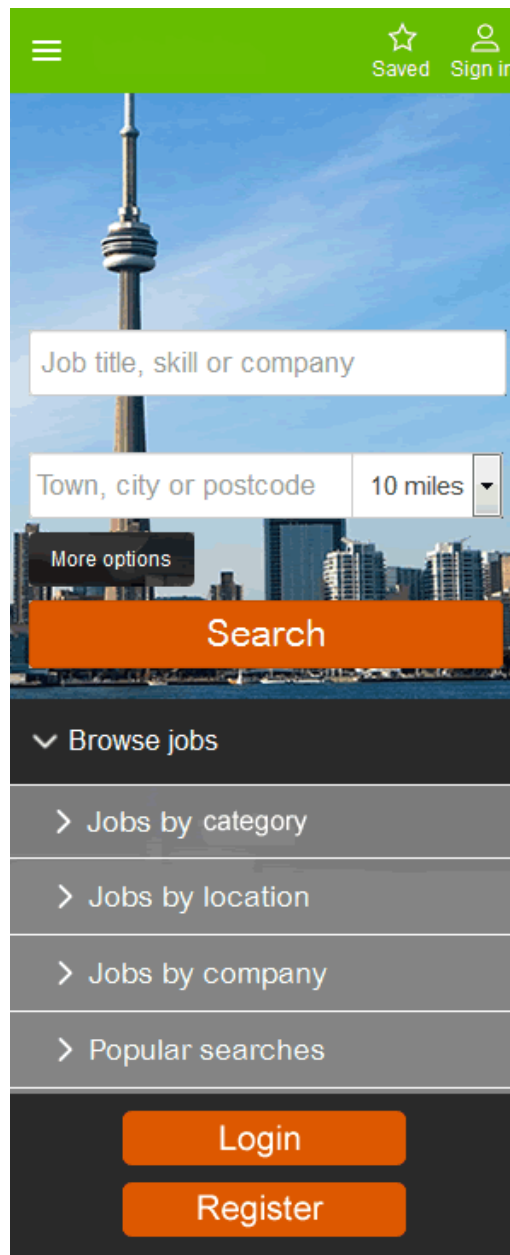 Saved Sign in
Job title, skill or company
Town, city or postcode 10 miles
More options
Search
Browse jobs
Jobs by category
Jobs by location
Jobs by company
Popular searches
Login
Register